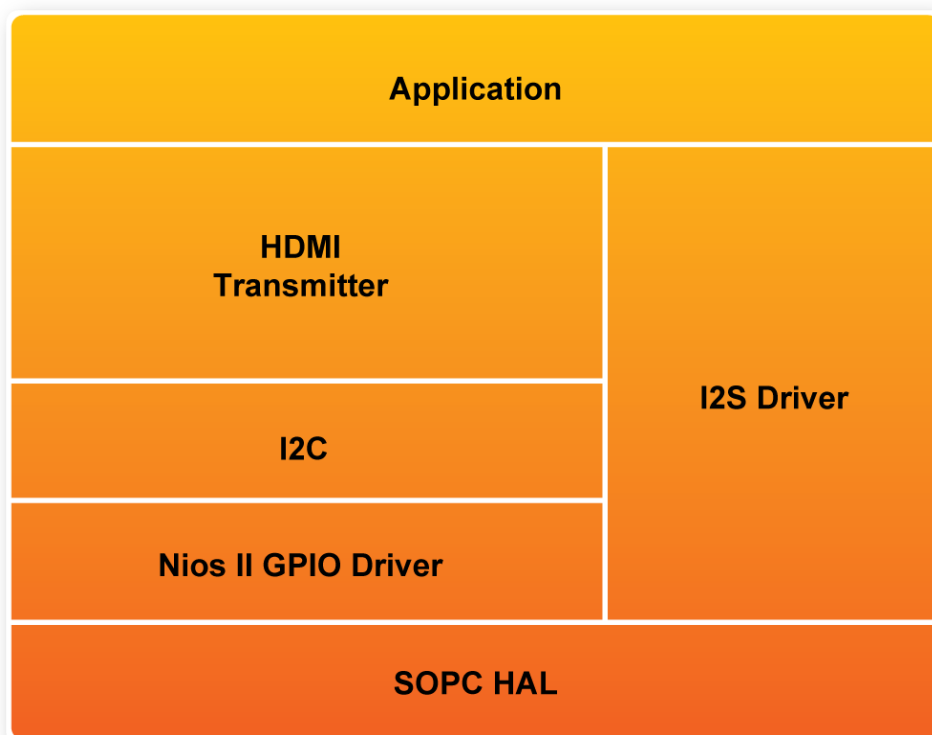 Application
HDMI
Transmitter
I2S Driver
I2C
Nios II GPIO Driver
SOPC HAL